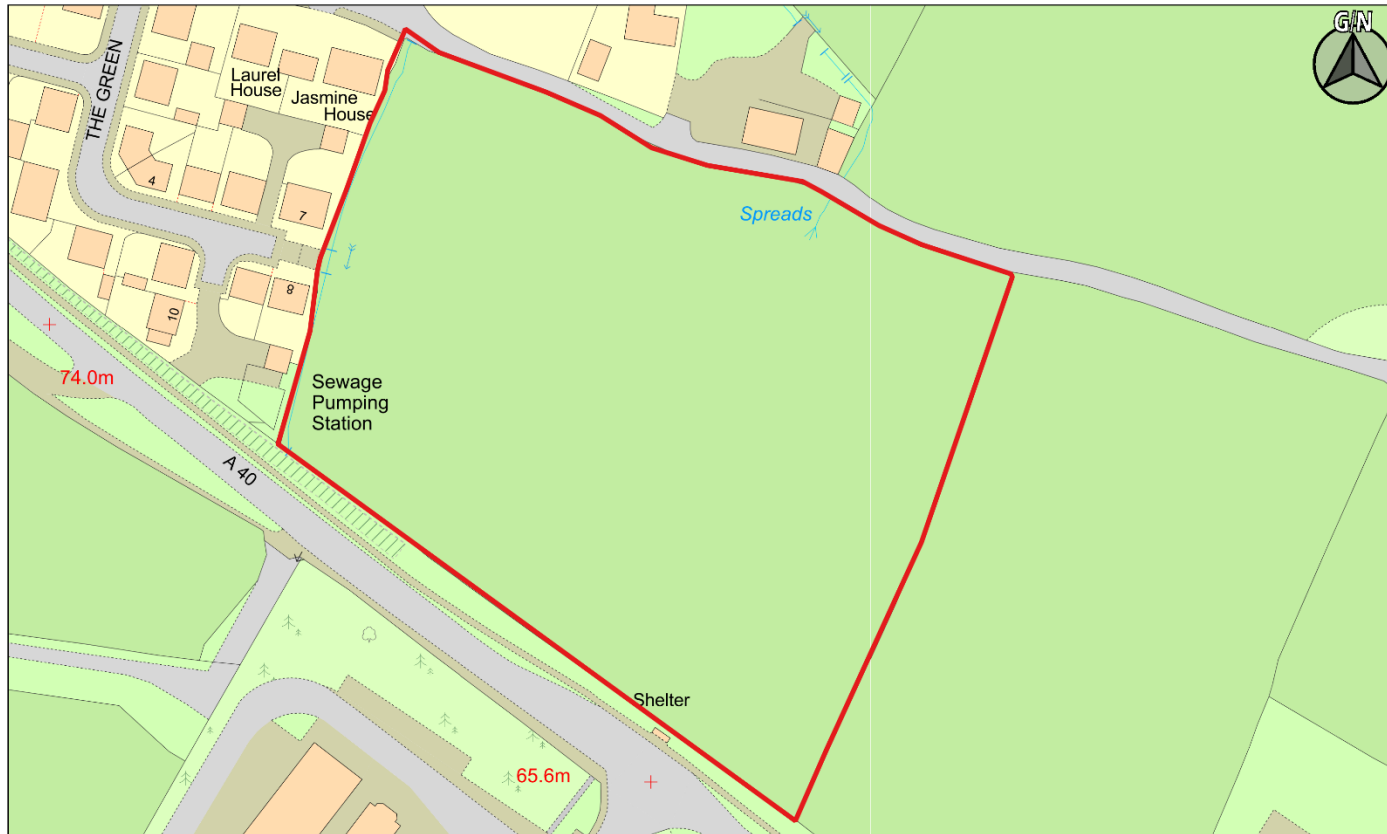 G/N
Laurel
House
Jasmine
House
THE GREEN
4
7
Spreads
8
10
74.0m
Sewage
Pumping
Station
A 40
Shelter
65.6m